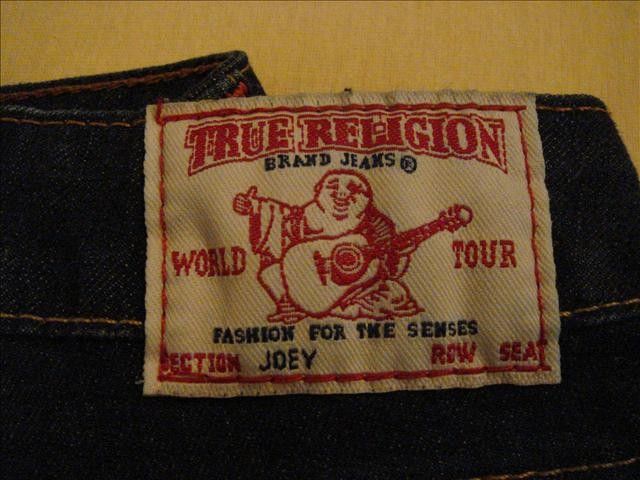 TRUE RELIGION
BRAND JEANS®
WORLD TOUR
FASHION FOR THE SENSES
SECTION JOEY ROW SEAT